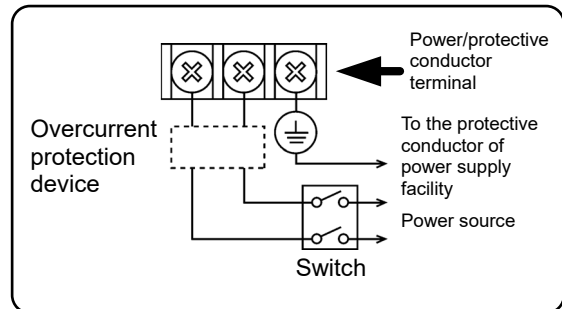 Power/protective
conductor
terminal
Overcurrent
protection
device
To the protective
conductor of
power supply
facility
Power source
Switch